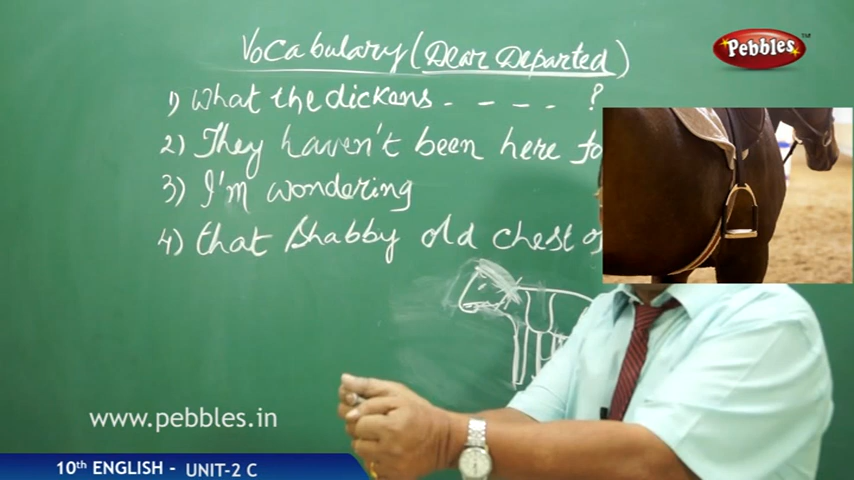 Vocabulary (Dear Departed)
Pebbles™
1) What the dickens - - - - ?
2) They haven't been here fo
3) I'm wondering
4) that shabby old chest of
www.pebbles.in
10th ENGLISH - UNIT-2 C